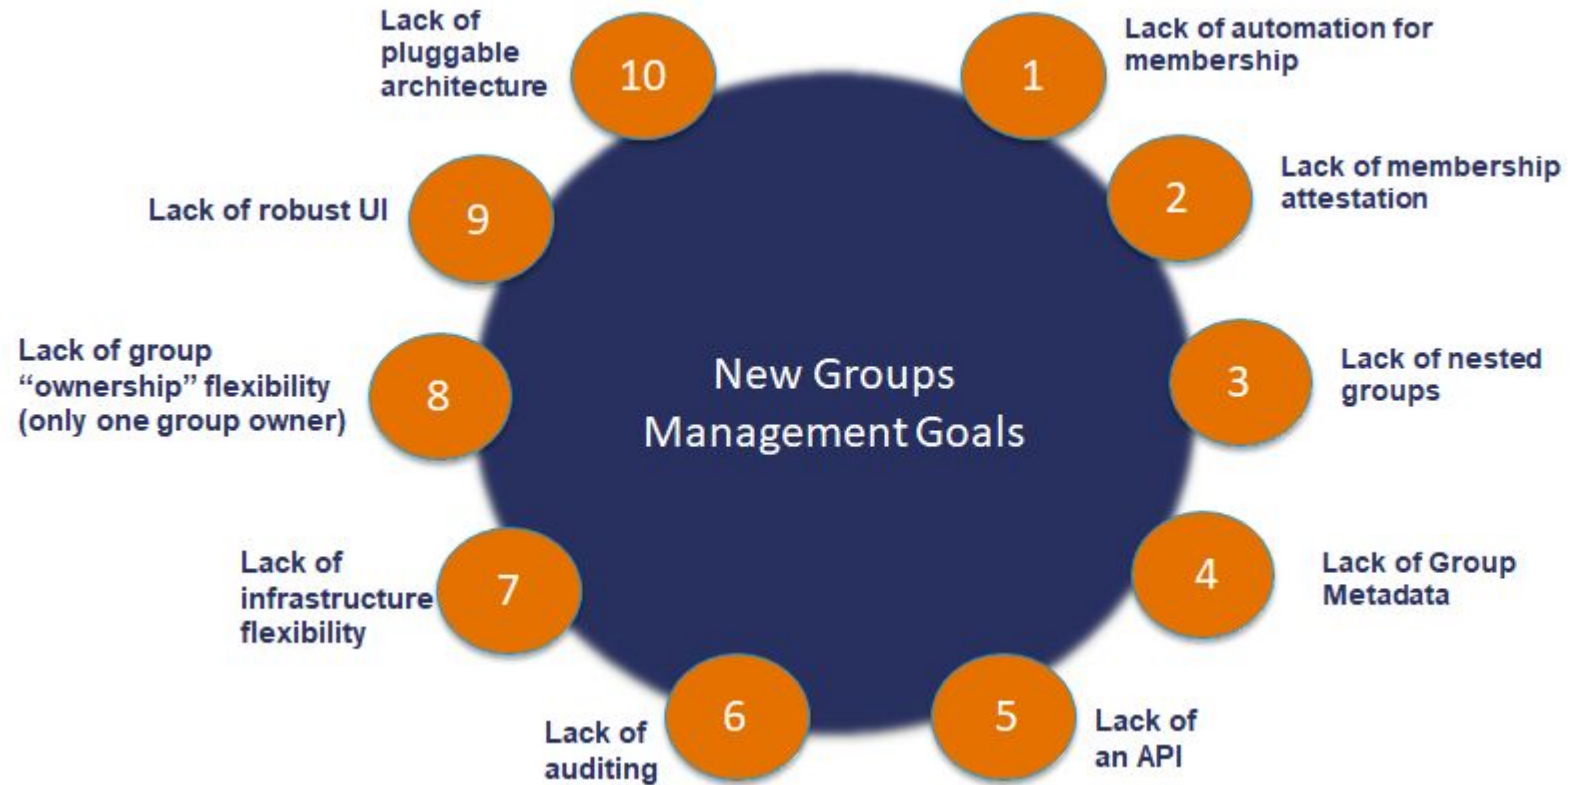 New Groups
Management Goals
1
Lack of automation for
membership
2
Lack of membership
attestation
3
Lack of nested
groups
4
Lack of Group
Metadata
5
Lack of
an API
6
Lack of
auditing
7
Lack of
infrastructure
flexibility
8
Lack of group
“ownership” flexibility
(only one group owner)
9
Lack of robust UI
10
Lack of
pluggable
architecture